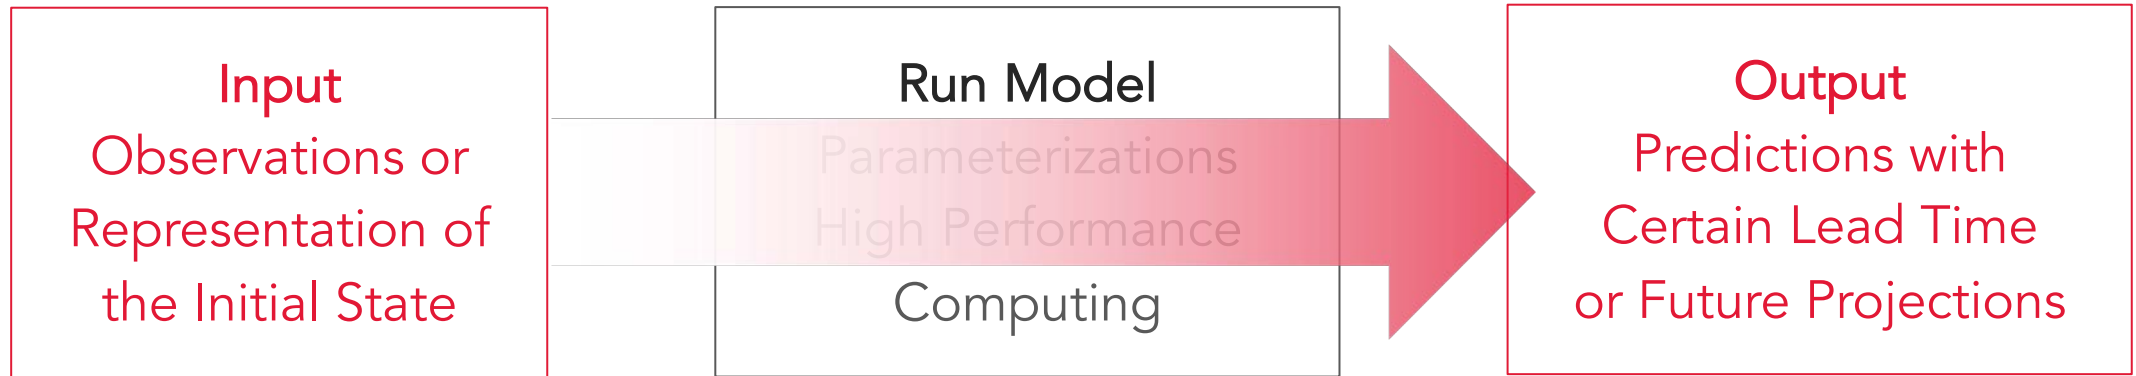 Input
Observations or
Representation of
the Initial State
Run Model
Parameterizations
High Performance
Computing
Output
Predictions with
Certain Lead Time
or Future Projections